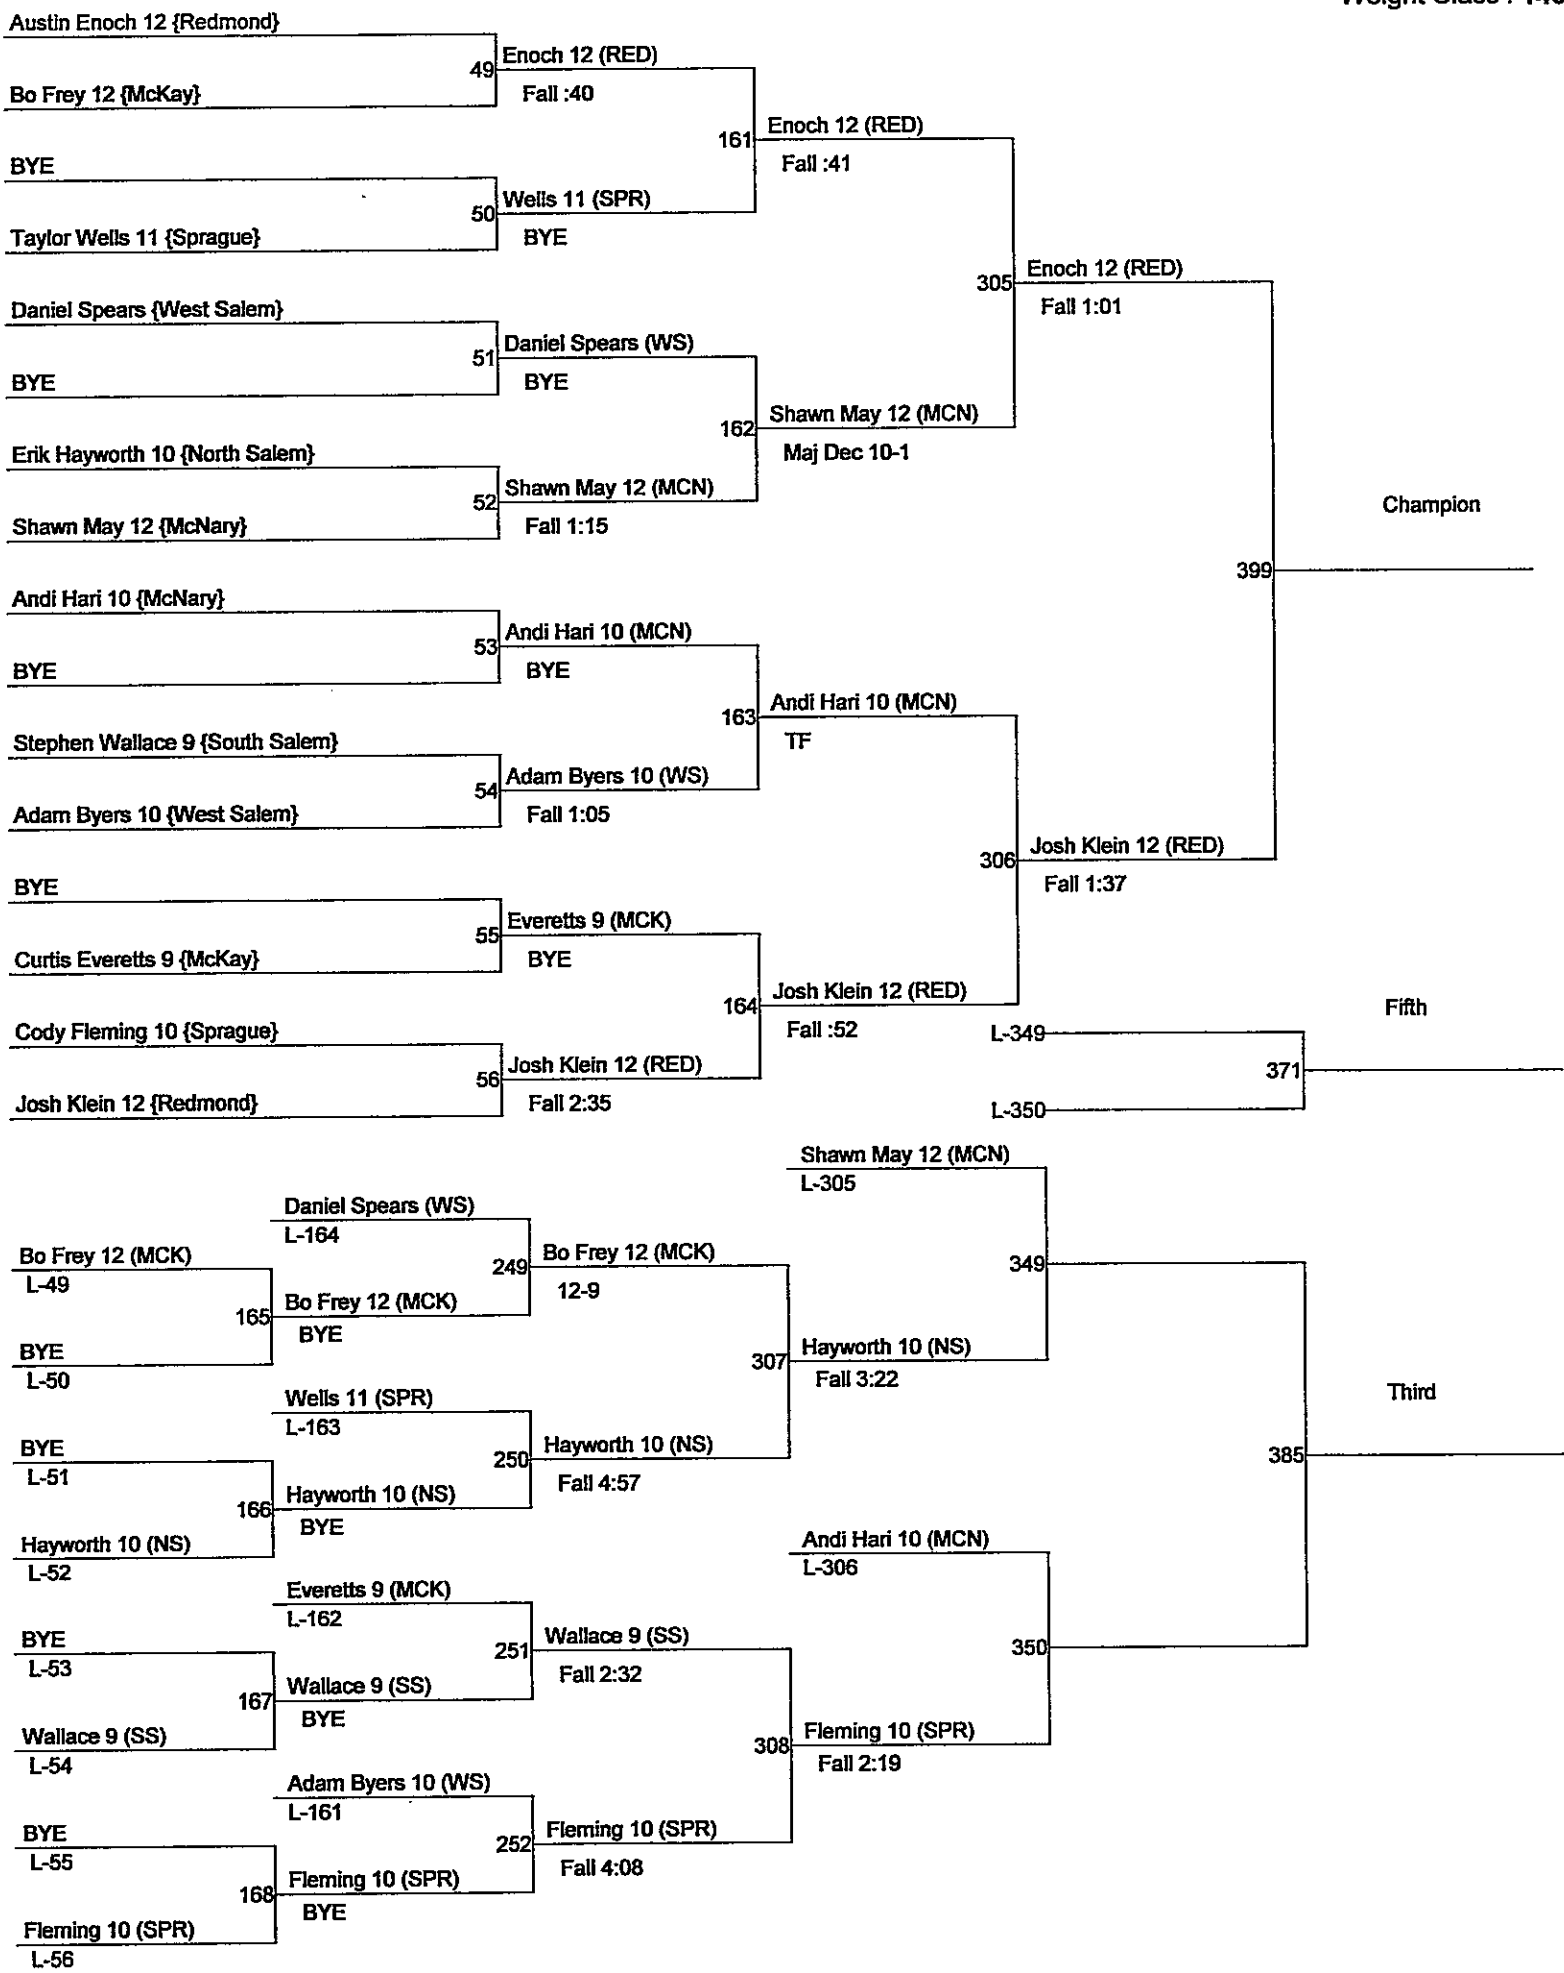 Austin Enoch 12 {Redmond}
49
Enoch 12 (RED)
Fall :40
Bo Frey 12 {McKay}
161
Enoch 12 (RED)
Fall :41
BYE
50
Wells 11 (SPR)
BYE
Taylor Wells 11 {Sprague}
305
Enoch 12 (RED)
Fall 1:01
Daniel Spears {West Salem}
51
Daniel Spears (WS)
BYE
BYE
162
Shawn May 12 (MCN)
Maj Dec 10-1
Erik Hayworth 10 {North Salem}
52
Shawn May 12 (MCN)
Fall 1:15
Shawn May 12 {McNary}
Champion
399
Andi Hari 10 {McNary}
53
Andi Hari 10 (MCN)
BYE
BYE
163
Andi Hari 10 (MCN)
TF
Stephen Wallace 9 {South Salem}
54
Adam Byers 10 (WS)
Fall 1:05
Adam Byers 10 {West Salem}
306
Josh Klein 12 (RED)
Fall 1:37
BYE
55
Everetts 9 (MCK)
BYE
Curtis Everetts 9 {McKay}
164
Josh Klein 12 (RED)
Fall :52
Cody Fleming 10 {Sprague}
56
Josh Klein 12 (RED)
Fall 2:35
Josh Klein 12 {Redmond}
Fifth
L-349
371
L-350
Shawn May 12 (MCN)
L-305
Daniel Spears (WS)
L-164
Bo Frey 12 (MCK)
L-49
249
Bo Frey 12 (MCK)
12-9
349
165
Bo Frey 12 (MCK)
BYE
BYE
L-50
307
Hayworth 10 (NS)
Fall 3:22
Wells 11 (SPR)
L-163
Third
BYE
L-51
250
Hayworth 10 (NS)
Fall 4:57
385
166
Hayworth 10 (NS)
BYE
Hayworth 10 (NS)
L-52
Andi Hari 10 (MCN)
L-306
Everetts 9 (MCK)
L-162
BYE
L-53
251
Wallace 9 (SS)
Fall 2:32
350
167
Wallace 9 (SS)
BYE
Wallace 9 (SS)
L-54
308
Fleming 10 (SPR)
Fall 2:19
Adam Byers 10 (WS)
L-161
BYE
L-55
252
Fleming 10 (SPR)
Fall 4:08
168
Fleming 10 (SPR)
BYE
Fleming 10 (SPR)
L-56